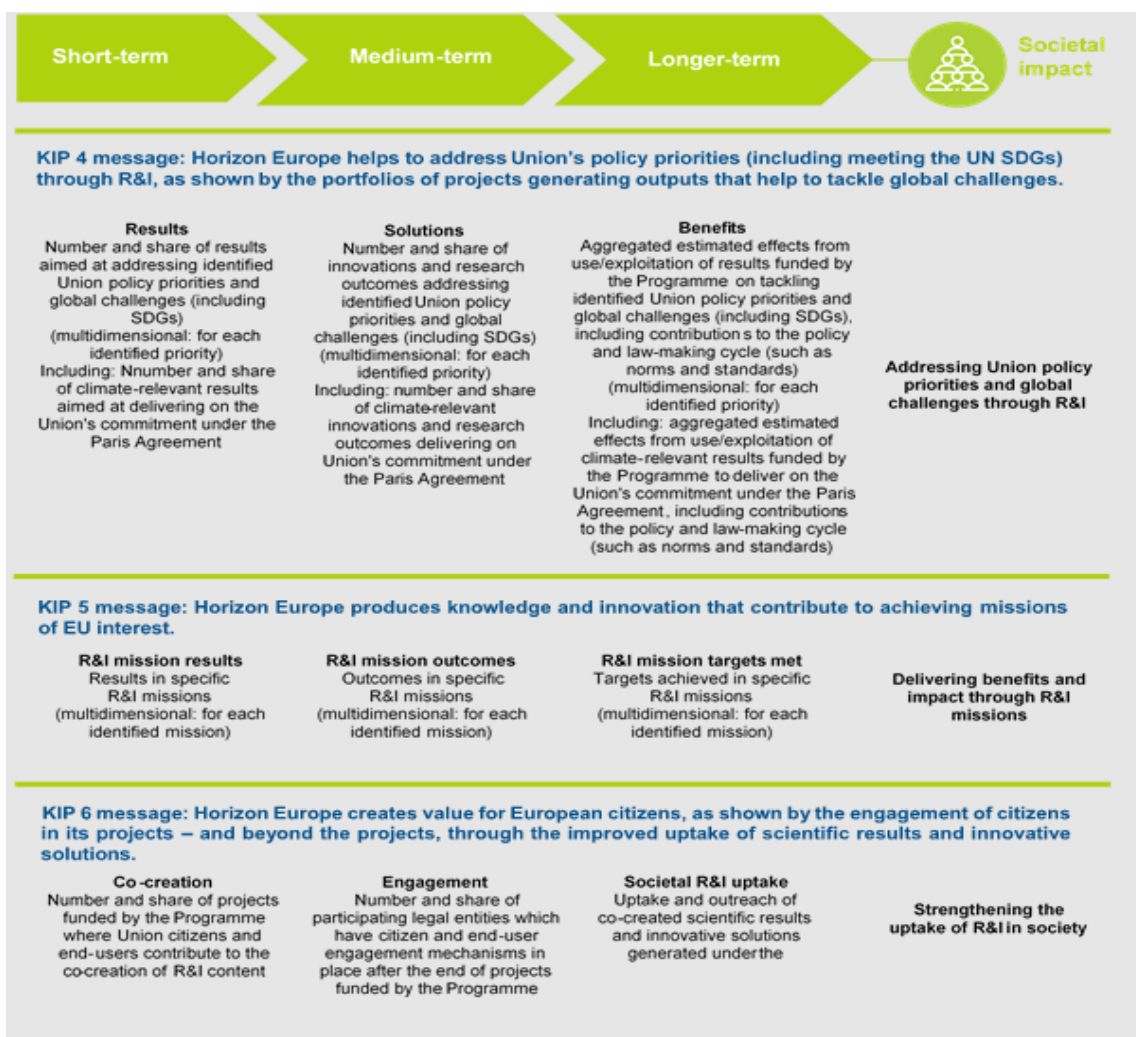 Short-term
Medium-term
Longer-term
Societal
impact
KIP 4 message: Horizon Europe helps to address Union's policy priorities (including meeting the UN SDGs)
through R&I, as shown by the portfolios of projects generating outputs that help to tackle global challenges.
Results
Number and share of results
aimed at addressing identified
Union policy priorities and
global challenges (including
SDGs)
(multidimensional: for each
identified priority)
Including: Nnumber and share
of climate-relevant results
aimed at delivering on the
Union's commitment under the
Paris Agreement
Solutions
Number and share of
innovations and research
outcomes addressing
identified Union policy
priorities and global
challenges (including SDGs)
(multidimensional: for each
identified priority)
Including: number and share
of climate-relevant
innovations and research
outcomes delivering on
Union's commitment under
the Paris Agreement
Benefits
Aggregated estimated effects from
use/exploitation of results funded by
the Programme on tackling
identified Union policy priorities and
global challenges (including SDGs),
including contributions to the policy
and law-making cycle (such as
norms and standards)
(multidimensional: for each
identified priority)
Including: aggregated estimated
effects from use/exploitation of
climate-relevant results funded by
the Programme to deliver on the
Union's commitment under the Paris
Agreement, including contributions
to the policy and law-making cycle
(such as norms and standards)
Addressing Union policy
priorities and global
challenges through R&I
KIP 5 message: Horizon Europe produces knowledge and innovation that contribute to achieving missions
of EU interest.
R&I mission results
Results in specific
R&I missions
(multidimensional: for each
identified mission)
R&I mission outcomes
Outcomes in specific
R&I missions
(multidimensional: for each
identified mission)
R&I mission targets met
Targets achieved in specific
R&I missions
(multidimensional: for each
identified mission)
Delivering benefits and
impact through R&I
missions
KIP 6 message: Horizon Europe creates value for European citizens, as shown by the engagement of citizens
in its projects – and beyond the projects, through the improved uptake of scientific results and innovative
solutions.
Co-creation
Number and share of projects
funded by the Programme
where Union citizens and
end-users contribute to the
co-creation of R&I content
Engagement
Number and share of
participating legal entities which
have citizen and end-user
engagement mechanisms in
place after the end of projects
funded by the Programme
Societal R&I uptake
Uptake and outreach of
co-created scientific results
and innovative solutions
generated under the
Strengthening the
uptake of R&I in society